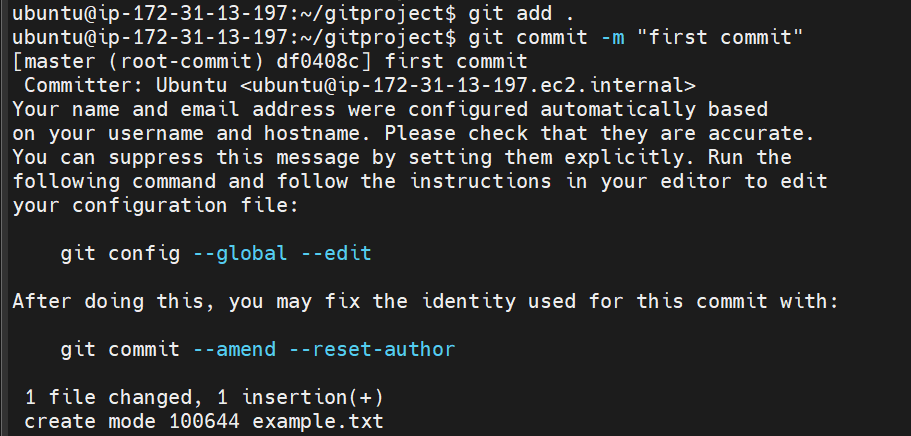 ubuntu@ip-172-31-13-197:~/gitproject$ git add .
ubuntu@ip-172-31-13-197:~/gitproject$ git commit -m "first commit"
[master (root-commit) df0408c] first commit
 Committer: Ubuntu <ubuntu@ip-172-31-13-197.ec2.internal>
Your name and email address were configured automatically based
on your username and hostname. Please check that they are accurate.
You can suppress this message by setting them explicitly. Run the
following command and follow the instructions in your editor to edit
your configuration file:

    git config --global --edit

After doing this, you may fix the identity used for this commit with:

    git commit --amend --reset-author

 1 file changed, 1 insertion(+)
 create mode 100644 example.txt